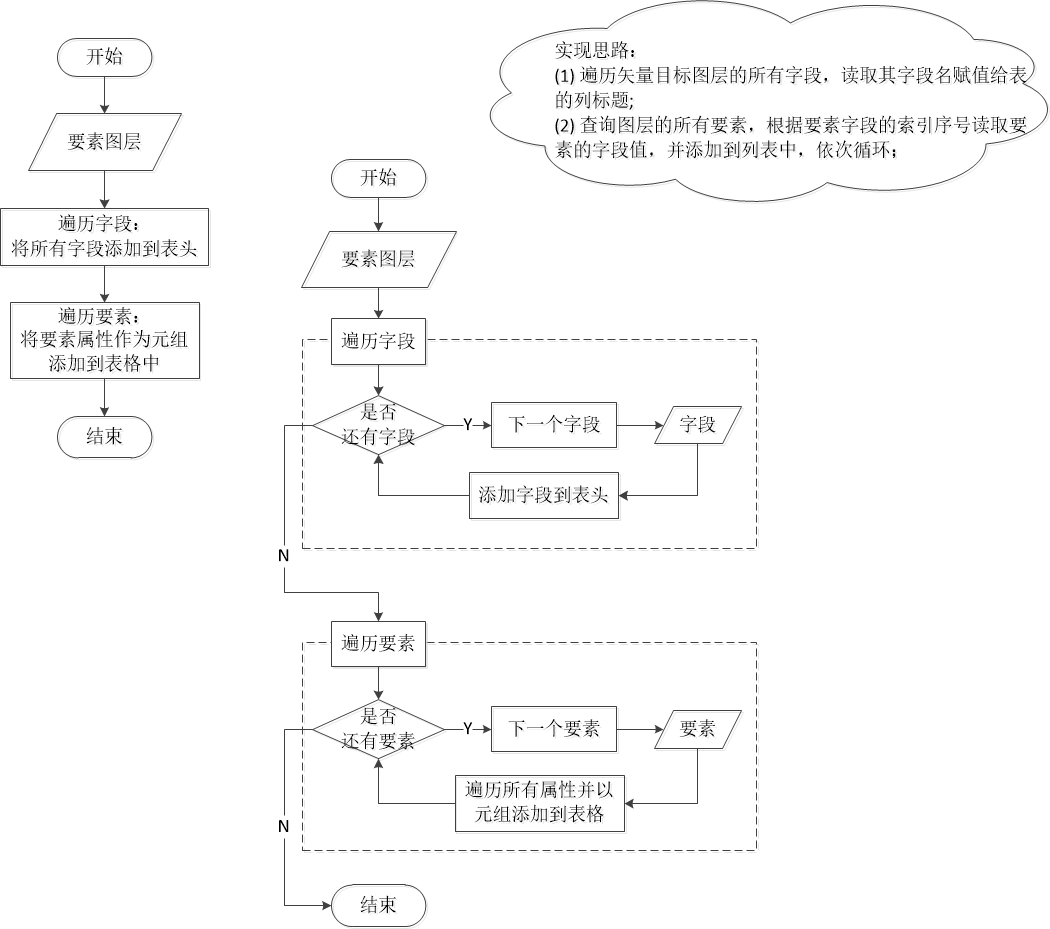 开始
要素图层
遍历字段：
将所有字段添加到表头
遍历要素：
将要素属性作为元组
添加到表格中
结束
实现思路：
(1) 遍历矢量目标图层的所有字段，读取其字段名赋值给表
的列标题;
(2) 查询图层的所有要素，根据要素字段的索引序号读取要
素的字段值，并添加到列表中，依次循环；
开始
要素图层
遍历字段
是否
还有字段
Y
下一个字段
字段
添加字段到表头
N
遍历要素
是否
还有要素
Y
下一个要素
要素
遍历所有属性并以
元组添加到表格
N
结束